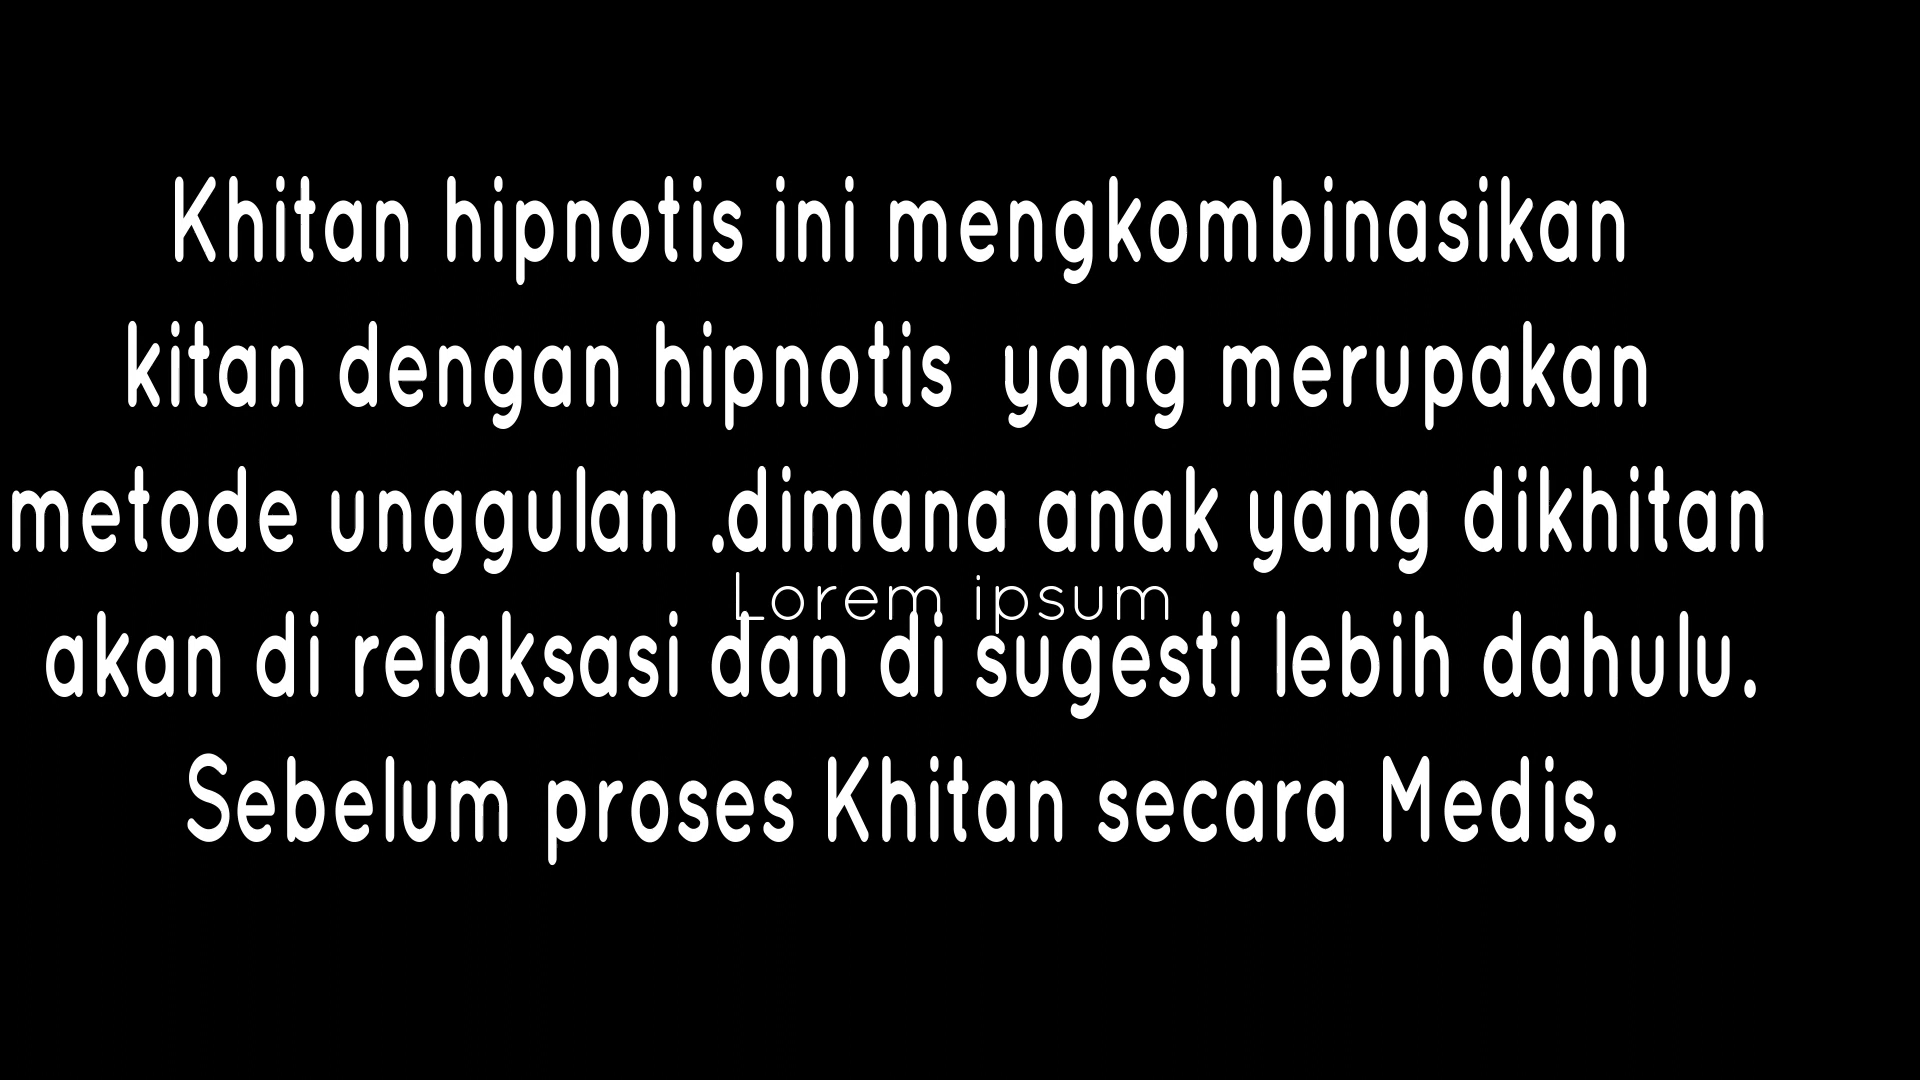 Khitan hipnotis ini mengkombinasikan
kitan dengan hipnotis  yang merupakan
metode unggulan .dimana anak yang dikhitan
Lorem ipsum
akan di relaksasi dan di sugesti lebih dahulu.
Sebelum proses Khitan secara Medis.